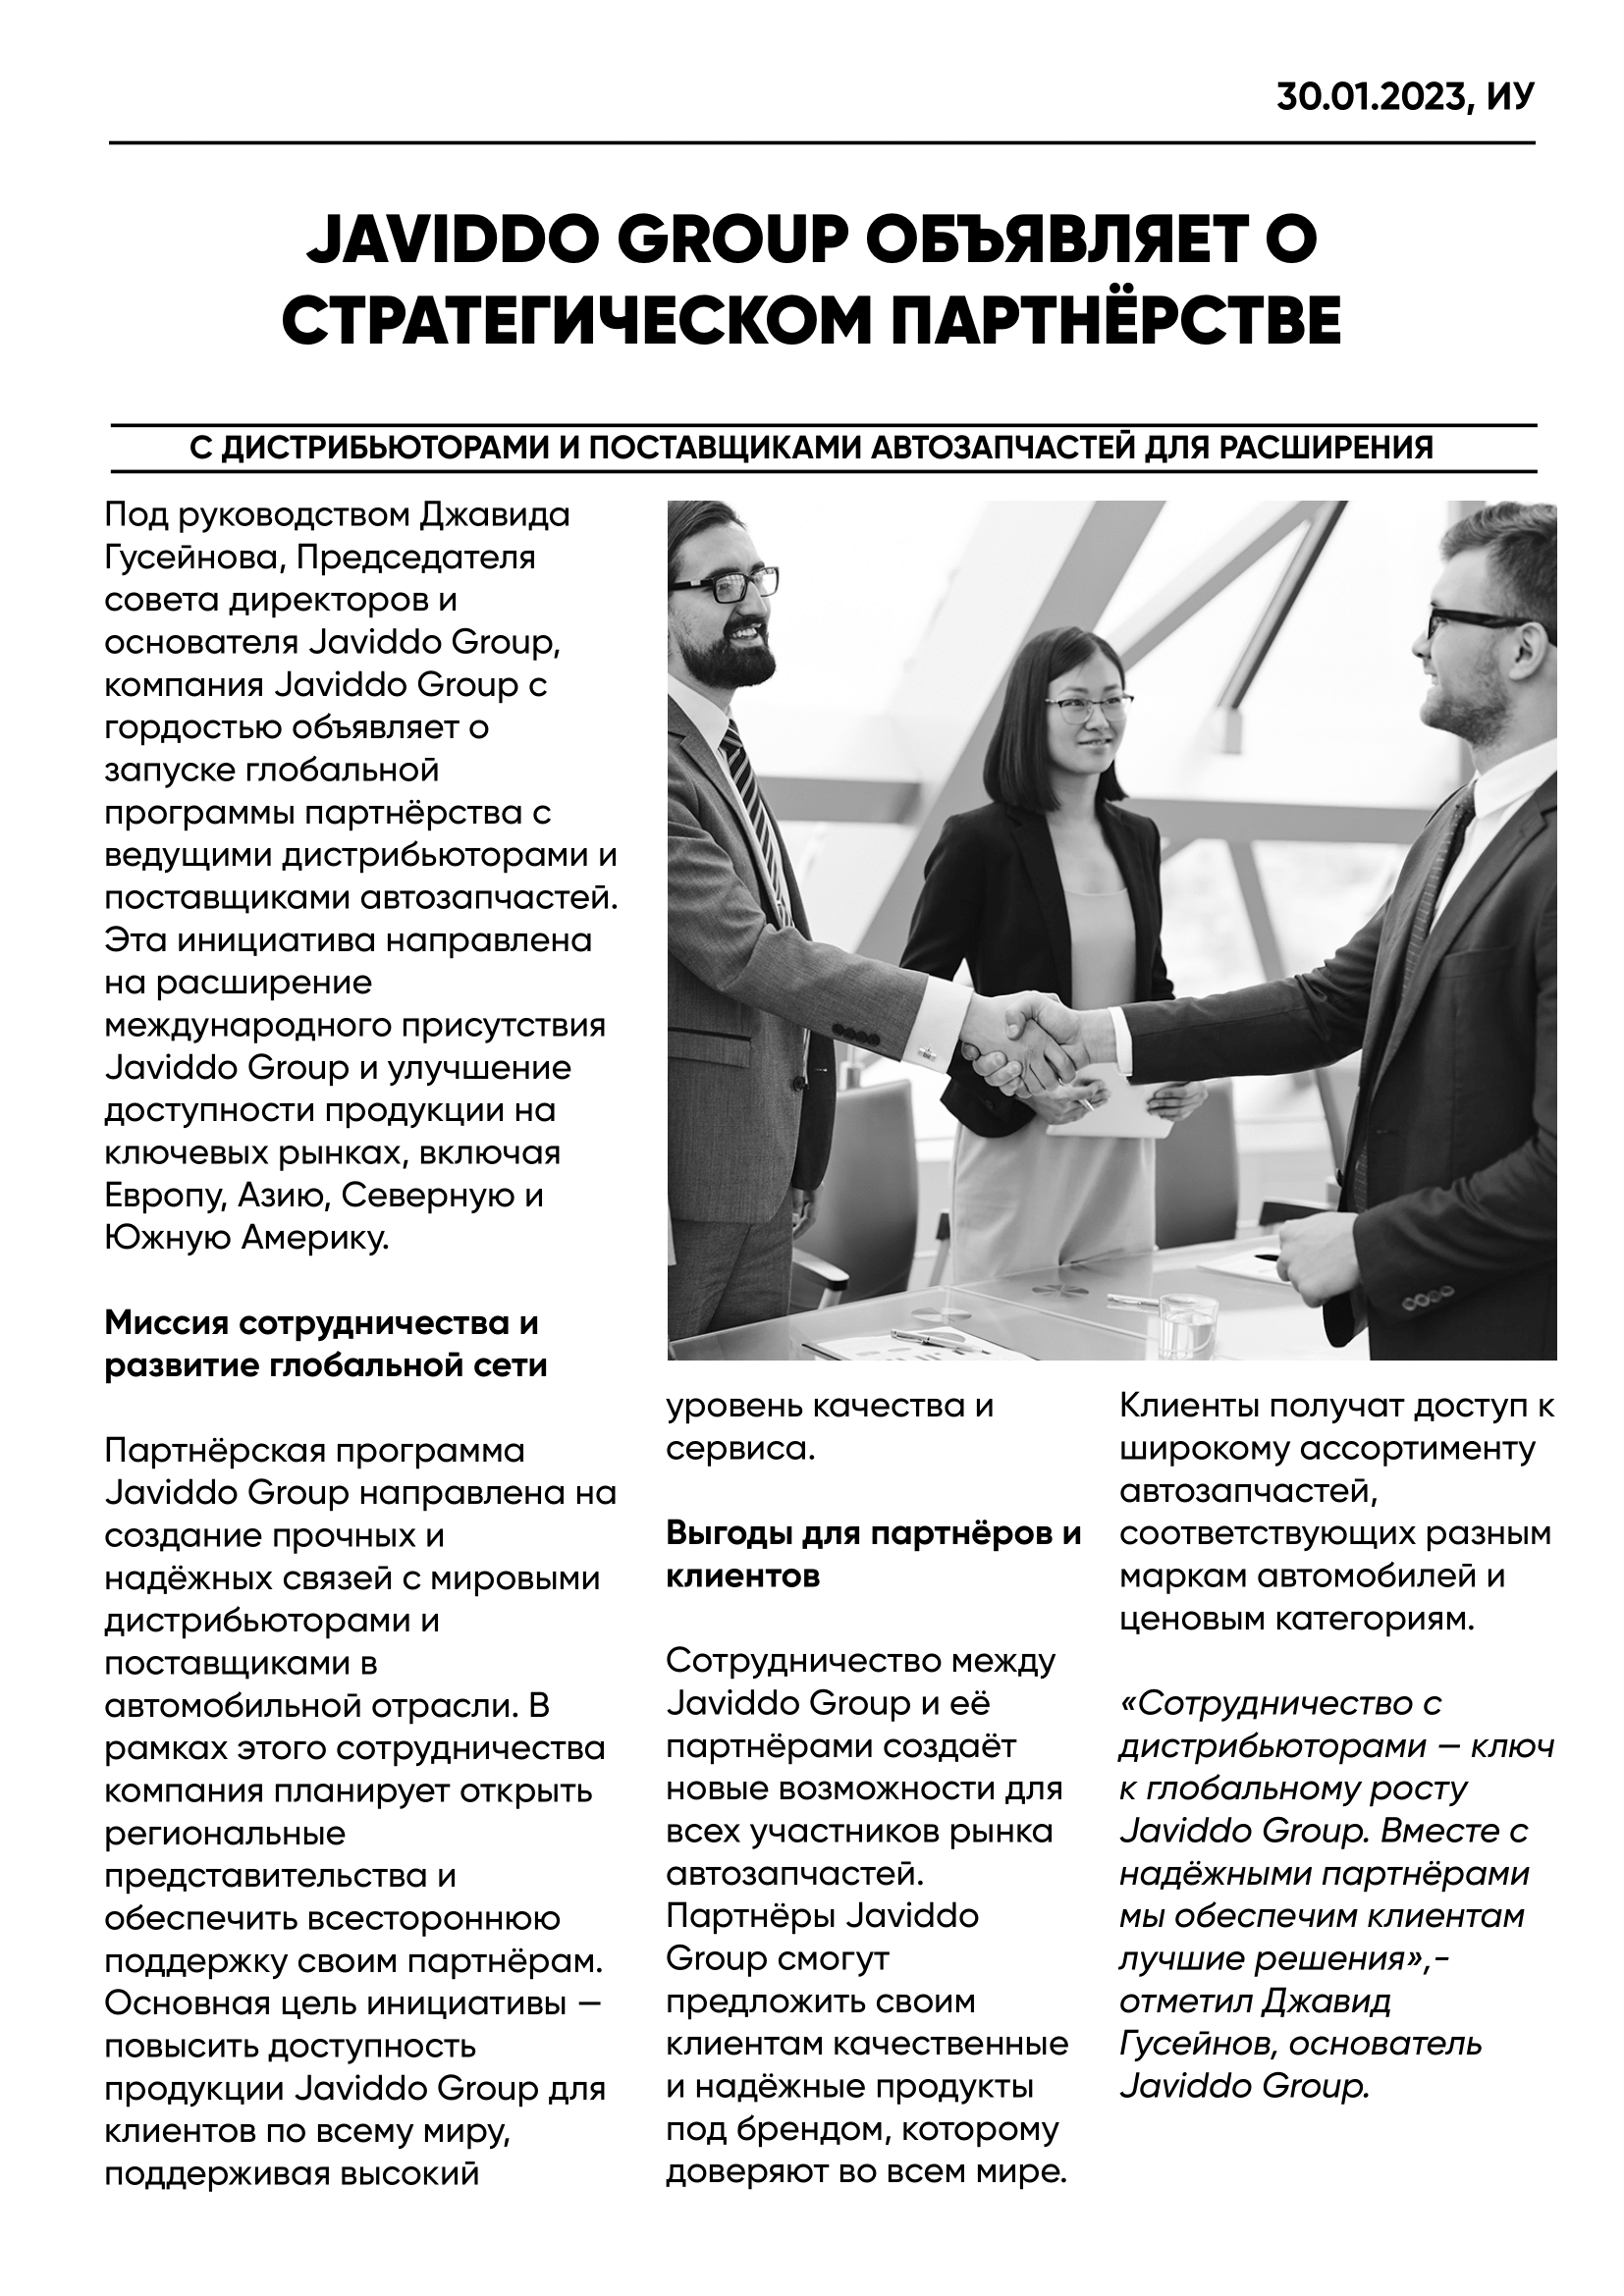 30.01.2023, ИУ
JAVIDDO GROUP ОБЪЯВЛЯЕТ О
СТРАТЕГИЧЕСКОМ ПАРТНЁРСТВЕ
С ДИСТРИБЬЮТОРАМИ И ПОСТАВЩИКАМИ АВТОЗАПЧАСТЕЙ ДЛЯ РАСШИРЕНИЯ
Под руководством Джавида
Гусейнова, Председателя
совета директоров и
основателя Javiddo Group,
компания Javiddo Group с
гордостью объявляет о
запуске глобальной
программы партнёрства с
ведущими дистрибьюторами и
поставщиками автозапчастей.
Эта инициатива направлена
на расширение
международного присутствия
Javiddo Group и улучшение
доступности продукции на
ключевых рынках, включая
Европу, Азию, Северную и
Южную Америку.
Миссия сотрудничества и
развитие глобальной сети
Партнёрская программа
Javiddo Group направлена на
создание прочных и
надёжных связей с мировыми
дистрибьюторами и
поставщиками в
автомобильной отрасли. В
рамках этого сотрудничества
компания планирует открыть
региональные
представительства и
обеспечить всестороннюю
поддержку своим партнёрам.
Основная цель инициативы —
повысить доступность
продукции Javiddo Group для
клиентов по всему миру,
поддерживая высокий
уровень качества и
сервиса.
Выгоды для партнёров и
клиентов
Сотрудничество между
Javiddo Group и её
партнёрами создаёт
новые возможности для
всех участников рынка
автозапчастей.
Партнёры Javiddo
Group смогут
предложить своим
клиентам качественные
и надёжные продукты
под брендом, которому
доверяют во всем мире.
Клиенты получат доступ к
широкому ассортименту
автозапчастей,
соответствующих разным
маркам автомобилей и
ценовым категориям.
«Сотрудничество с
дистрибьюторами — ключ
к глобальному росту
Javiddo Group. Вместе с
надёжными партнёрами
мы обеспечим клиентам
лучшие решения»,-
отметил Джавид
Гусейнов, основатель
Javiddo Group.